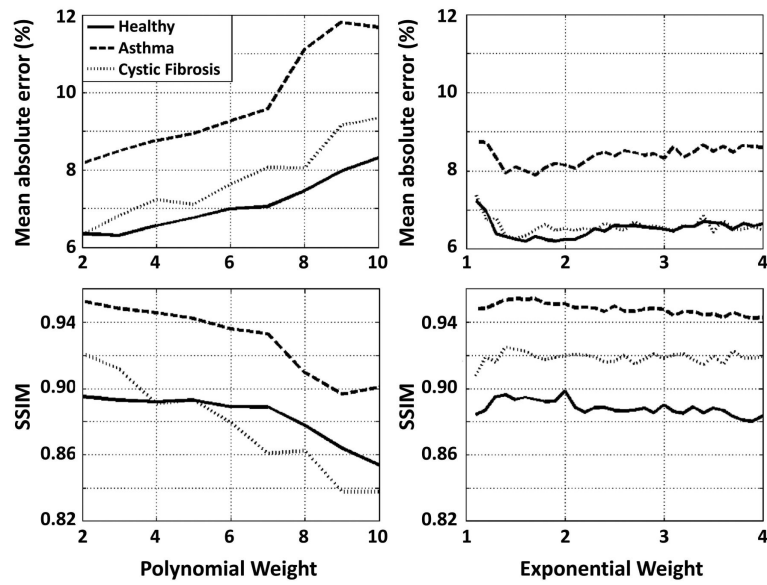 Mean absolute error (%)
12
10
8
6
Healthy
Asthma
Cystic Fibrosis
2 4 6 8 10
Mean absolute error (%)
12
10
8
6
1 2 3 4
SSIM
0.94
0.90
0.86
0.82
2 4 6 8 10
Polynomial Weight
SSIM
0.94
0.90
0.86
0.82
1 2 3 4
Exponential Weight